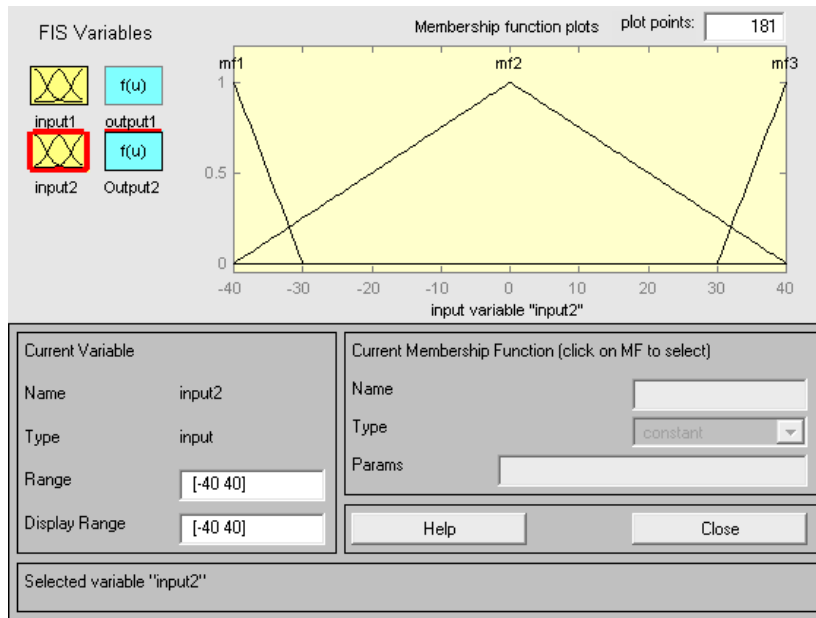 FIS Variables
Membership function plots
plot points:
181
f(u)
input1
output1
f(u)
input2
Output2
mf1
mf2
mf3
1
0.5
0
-40
-30
-20
-10
0
10
20
30
40
input variable "input2"
Current Variable
Name
input2
Type
input
Range
[-40 40]
Display Range
[-40 40]
Current Membership Function (click on MF to select)
Name
Type
constant
Params
Help
Close
Selected variable "input2"